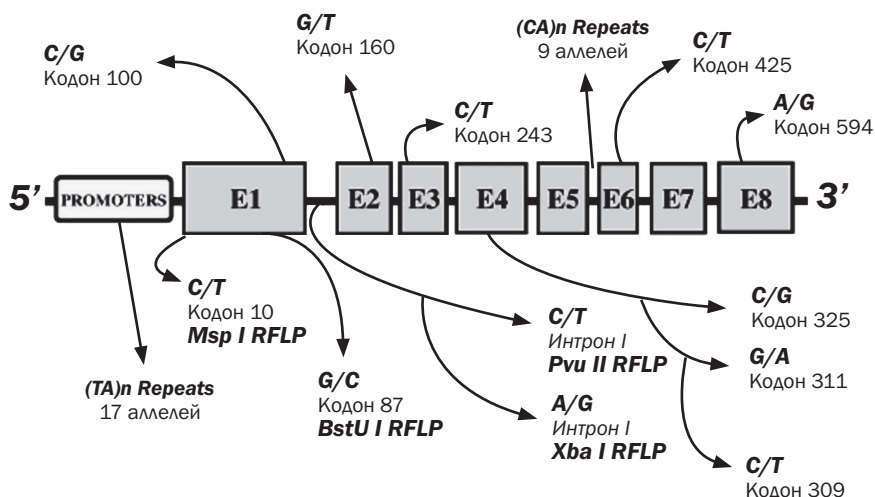 C/G
Кодон 100
G/T
Кодон 160
(CA)n Repeats
9 аллелей
C/T
Кодон 425
C/T
Кодон 243
A/G
Кодон 594
5’
PROMOTERS
E1
E2
E3
E4
E5
E6
E7
E8
3’
C/T
Кодон 10
Msp I RFLP
(TA)n Repeats
17 аллелей
G/C
Кодон 87
BstU I RFLP
C/T
Интрон I
Pvu II RFLP
A/G
Интрон I
Xba I RFLP
C/G
Кодон 325
G/A
Кодон 311
C/T
Кодон 309